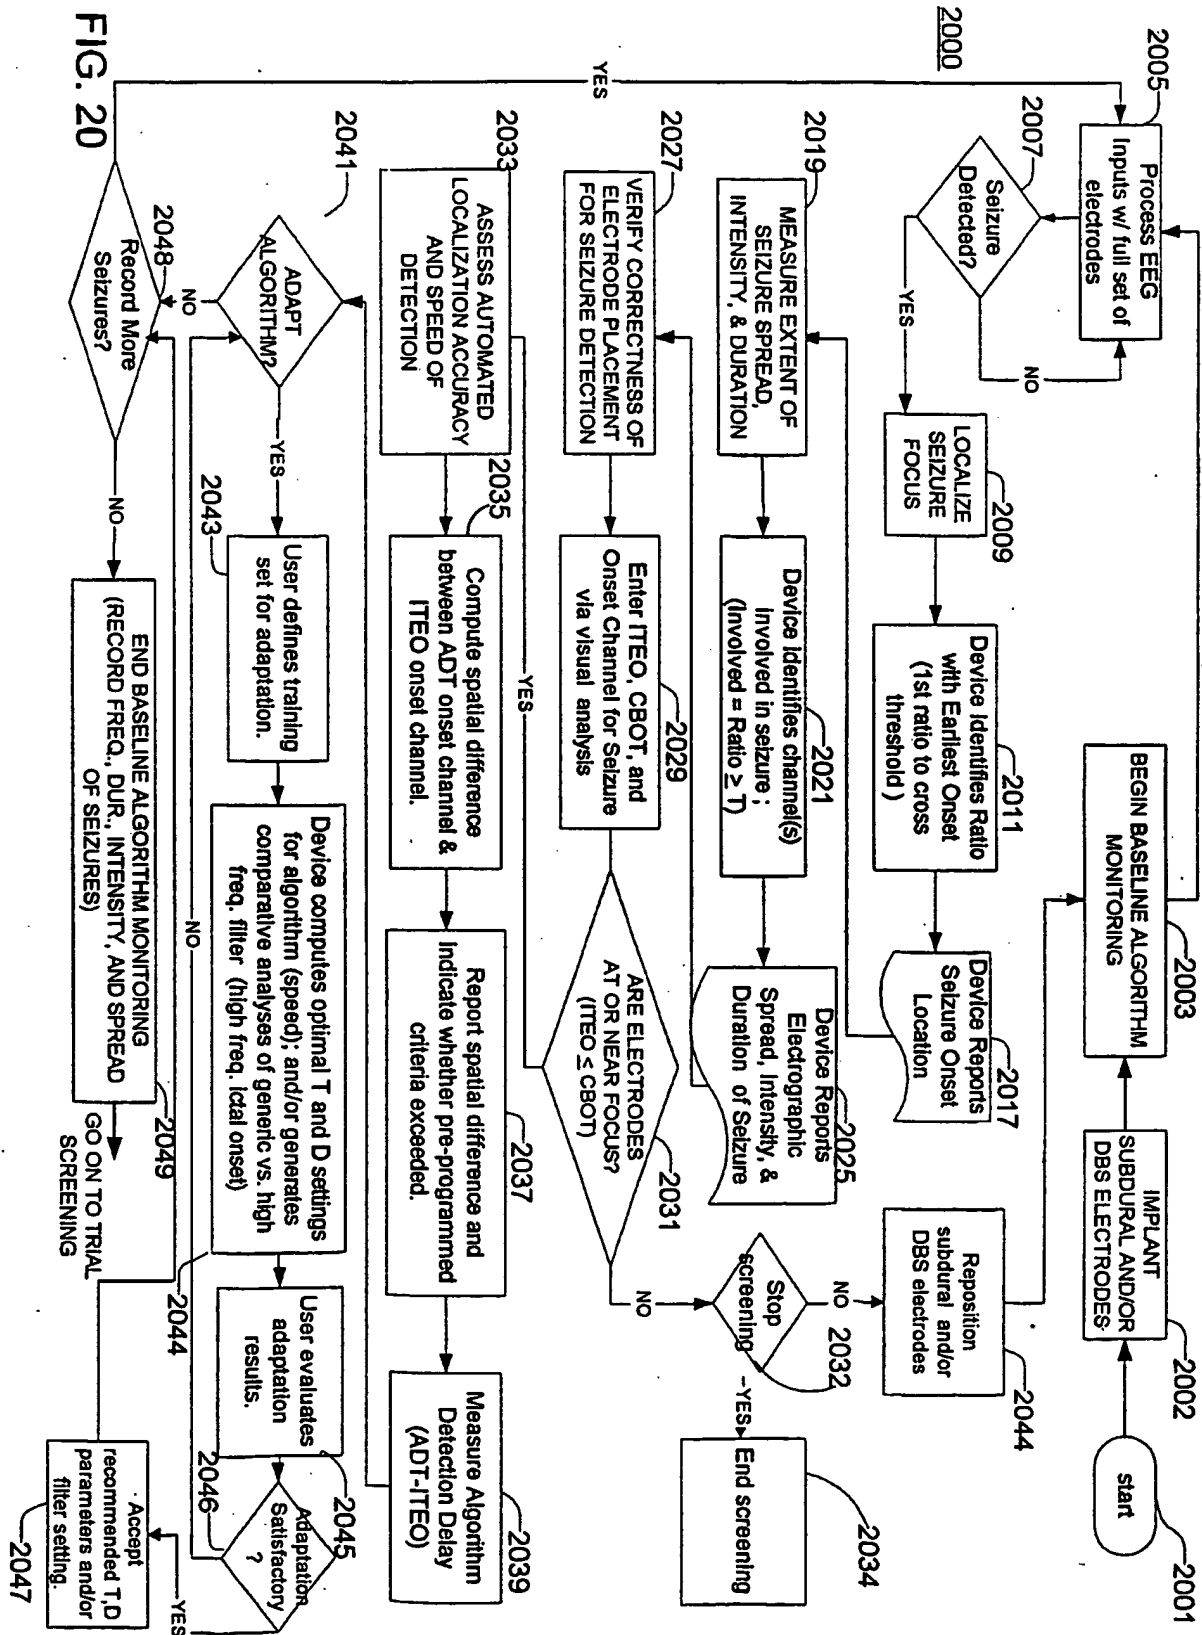 2000
start
2001
IMPLANT
SUBDURAL AND/OR
DBS ELECTRODES
2002
BEGIN BASELINE ALGORITHM
MONITORING
2003
2005
Process EEG
Inputs w/ full set of
electrodes
2007
Seizure
Detected?
NO
YES
LOCALIZE
SEIZURE
FOCUS
2009
Device Identifies Ratio
with Earliest Onset
(1st ratio to cross
threshold )
2011
Device Reports
Seizure Onset
Location
2017
2019
MEASURE EXTENT OF
SEIZURE SPREAD,
INTENSITY, & DURATION
Device Identifies channel(s)
involved in seizure ;
(Involved = Ratio ≥ T)
2021
Device Reports
Electrographic
Spread, Intensity, &
Duration of Seizure
2025
2027
VERIFY CORRECTNESS OF
ELECTRODE PLACEMENT
FOR SEIZURE DETECTION
Enter ITEO, CBOT, and
Onset Channel for Seizure
via visual analysis
2029
ARE ELECTRODES
AT OR NEAR FOCUS?
(ITEO ≤ CBOT)
2031
NO
Stop
screening
2032
NO
Reposition
subdural and/or
DBS electrodes
2044
YES
End screening
2034
YES
2033
ASSESS AUTOMATED
LOCALIZATION ACCURACY
AND SPEED OF
DETECTION
2035
Compute spatial difference
between ADT onset channel &
ITEO onset channel.
Report spatial difference and
Indicate whether pre-programmed
criteria exceeded.
2037
Measure Algorithm
Detection Delay
(ADT-ITEO)
2039
2041
ADAPT
ALGORITHM?
YES
NO
User defines training
set for adaptation.
2043
Device computes optimal T and D settings
for algorithm (speed); and/or generates
comparative analyses of generic vs. high
freq. filter (high freq. ictal onset)
2044
User evaluates
adaptation
results.
2045
Adaptation
Satisfactory
?
2046
NO
YES
Accept
recommended T,D
parameters and/or
filter setting.
2047
2048
Record More
Seizures?
YES
NO
END BASELINE ALGORITHM MONITORING
(RECORD FREQ., DUR., INTENSITY, AND SPREAD
OF SEIZURES)
2049
GO ON TO TRIAL
SCREENING
FIG. 20